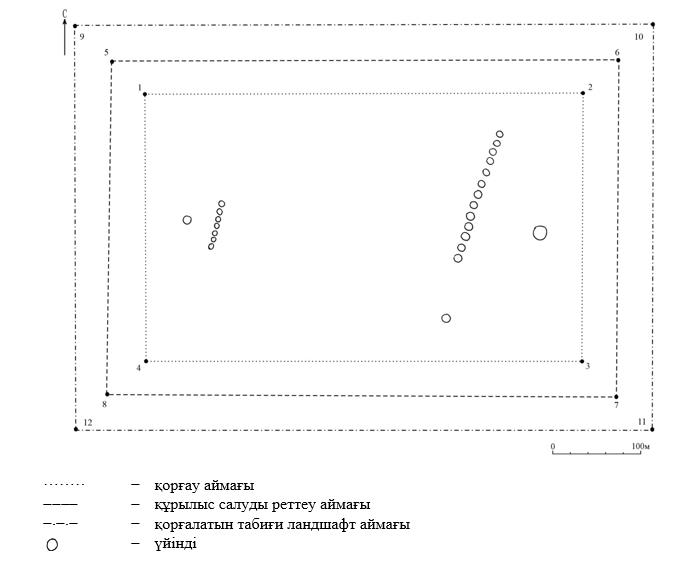 С
9
10
5
6
1
2
4
3
8
7
12
11
0 100м
– қорғау аймағы
– құрылыс салуды реттеу аймағы
– қорғалатын табиғи ландшафт аймағы
– үйінді